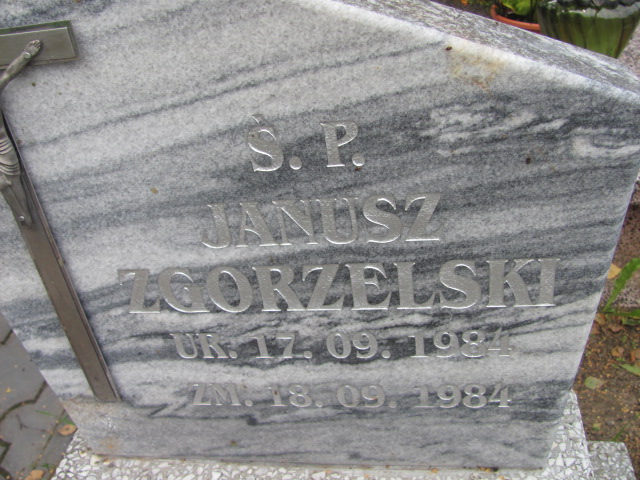 Ś. P.
JANUSZ
ZGORZELSKI
UR. 17. 09. 1984
ZM. 18. 09. 1984